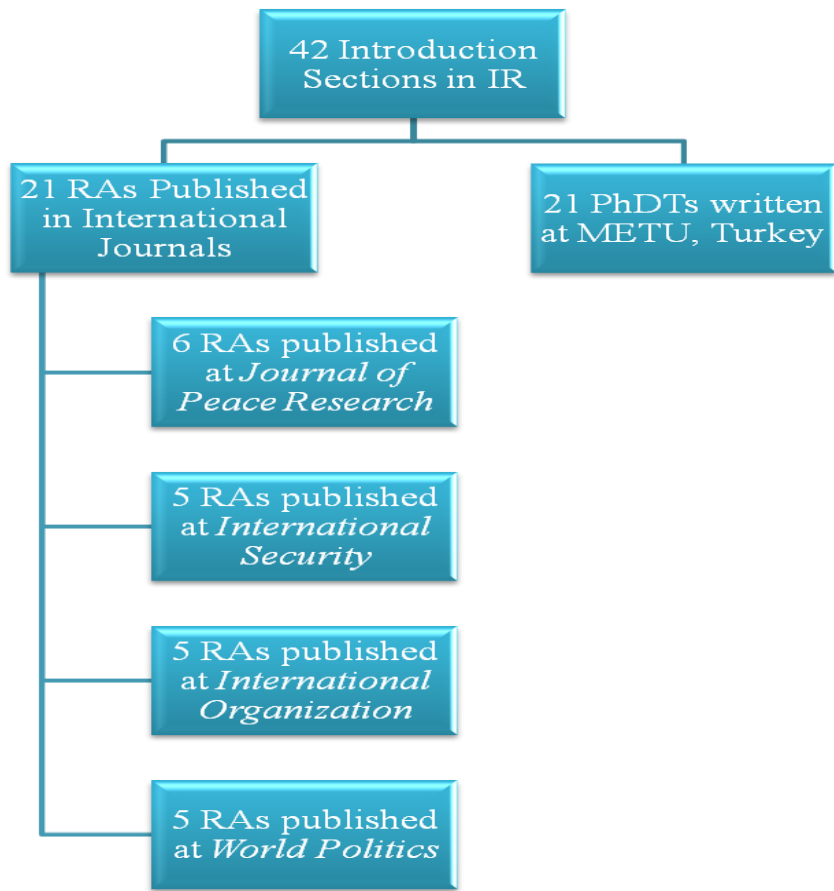 42 Introduction
Sections in IR
21 RAs Published
in International
Journals
21 PhDTs written
at METU, Turkey
6 RAs published
at Journal of
Peace Research
5 RAs published
at International
Security
5 RAs published
at International
Organization
5 RAs published
at World Politics